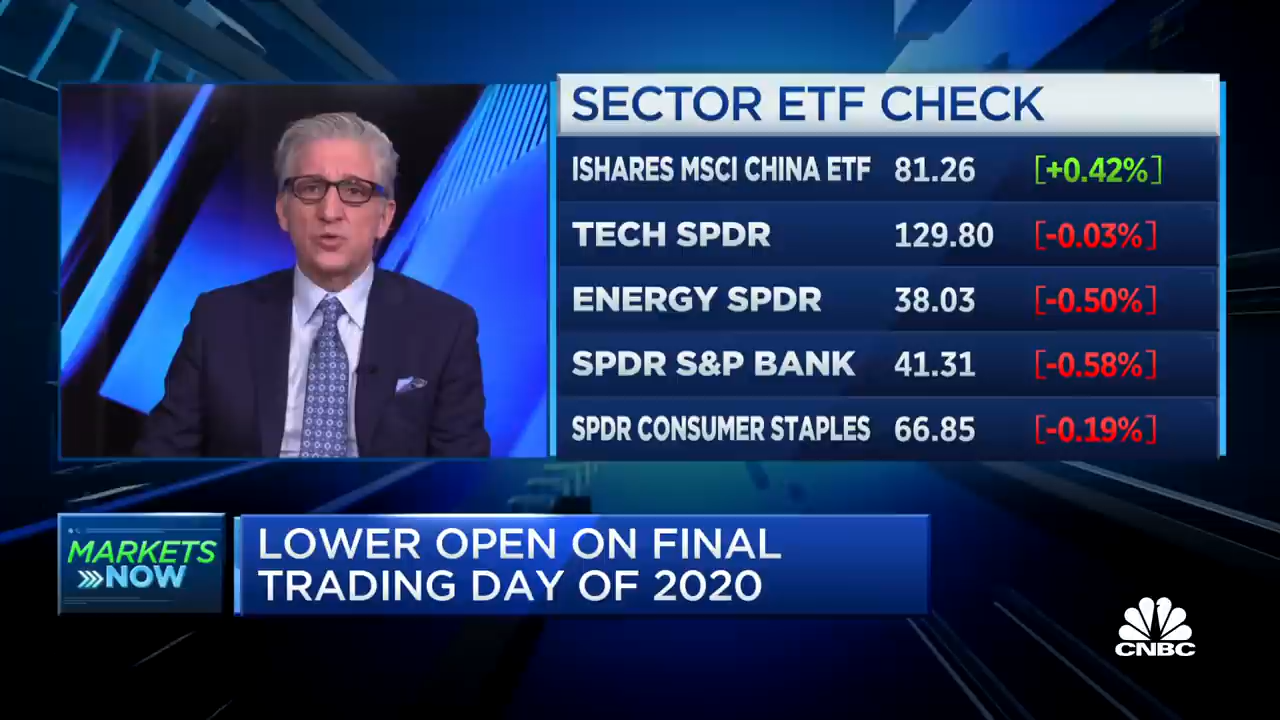 SECTOR ETF CHECK
ISHARES MSCI CHINA ETF 81.26 [+0.42%]
TECH SPDR 129.80 [-0.03%]
ENERGY SPDR 38.03 [-0.50%]
SPDR S&P BANK 41.31 [-0.58%]
SPDR CONSUMER STAPLES 66.85 [-0.19%]
MARKETS
NOW
LOWER OPEN ON FINAL
TRADING DAY OF 2020
CNBC